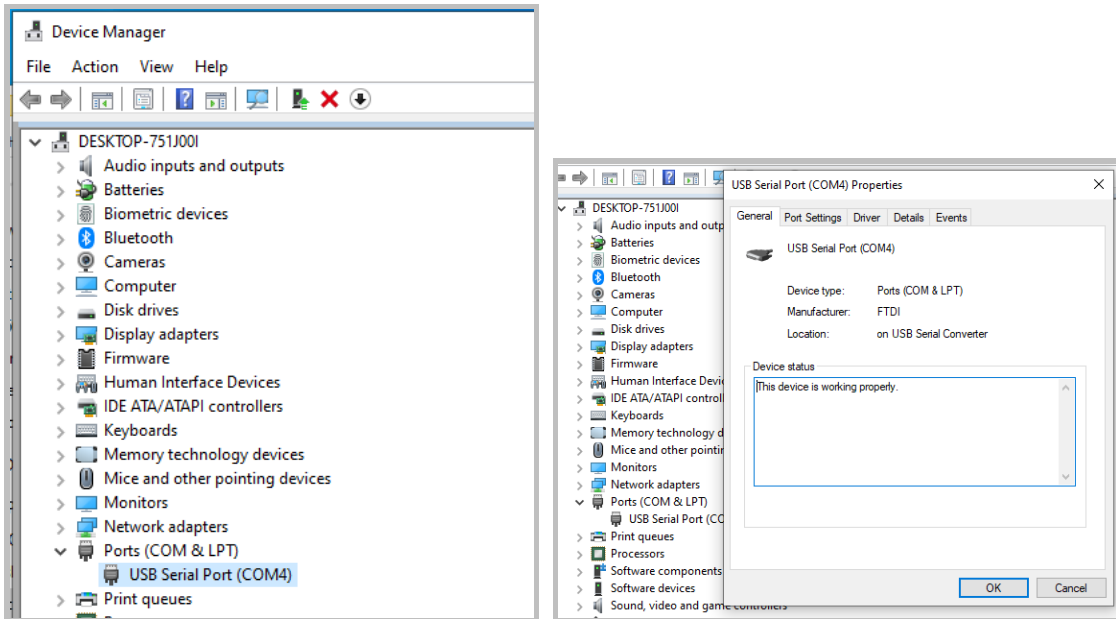 Device Manager
File Action View Help
DESKTOP-751J00I
Audio inputs and outputs
Batteries
Biometric devices
Bluetooth
Cameras
Computer
Disk drives
Display adapters
Firmware
Human Interface Devices
IDE ATA/ATAPI controllers
Keyboards
Memory technology devices
Mice and other pointing devices
Monitors
Network adapters
Ports (COM & LPT)
USB Serial Port (COM4)
Print queues
DESKTOP-751J00I
Audio inputs and outp
Batteries
Biometric devices
Bluetooth
Cameras
Computer
Disk drives
Display adapters
Firmware
Human Interface Devi
IDE ATA/ATAPI control
Keyboards
Memory technology d
Mice and other pointin
Monitors
Network adapters
Ports (COM & LPT)
USB Serial Port (CO
Print queues
Processors
Software components
Software devices
Sound, video and game controllers
USB Serial Port (COM4) Properties
General Port Settings Driver Details Events
USB Serial Port (COM4)
Device type: Ports (COM & LPT)
Manufacturer: FTDI
Location: on USB Serial Converter
Device status
This device is working properly.
OK Cancel